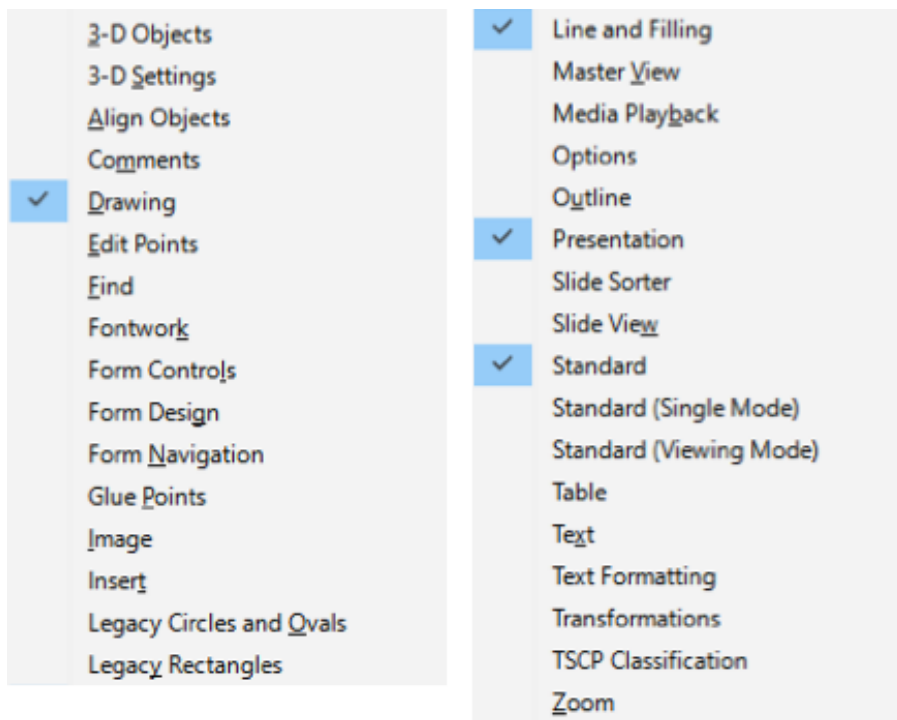 3-D Objects
3-D Settings
Align Objects
Comments
Drawing
Edit Points
Find
Fontwork
Form Controls
Form Design
Form Navigation
Glue Points
Image
Insert
Legacy Circles and Ovals
Legacy Rectangles
Line and Filling
Master View
Media Playback
Options
Outline
Presentation
Slide Sorter
Slide View
Standard
Standard (Single Mode)
Standard (Viewing Mode)
Table
Text
Text Formatting
Transformations
TSCP Classification
Zoom